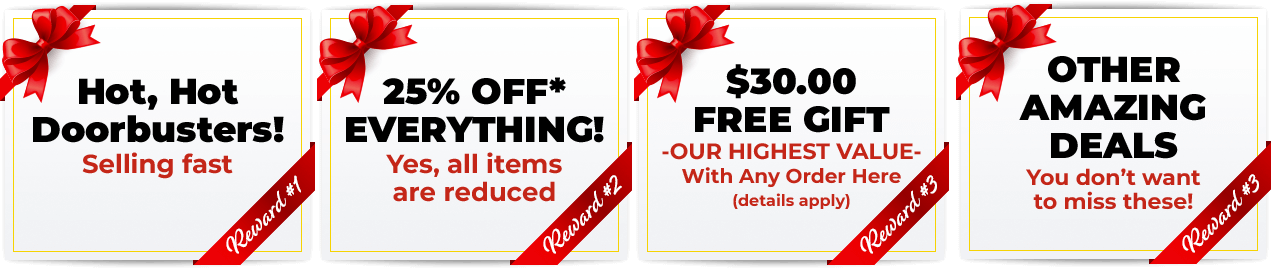 Hot, Hot
Doorbusters!
Selling fast
Reward #1
25% OFF*
EVERYTHING!
Yes, all items
are reduced
Reward #2
$30.00
FREE GIFT
-OUR HIGHEST VALUE-
With Any Order Here
(details apply)
Reward #3
OTHER
AMAZING
DEALS
You don’t want
to miss these!
Reward #3